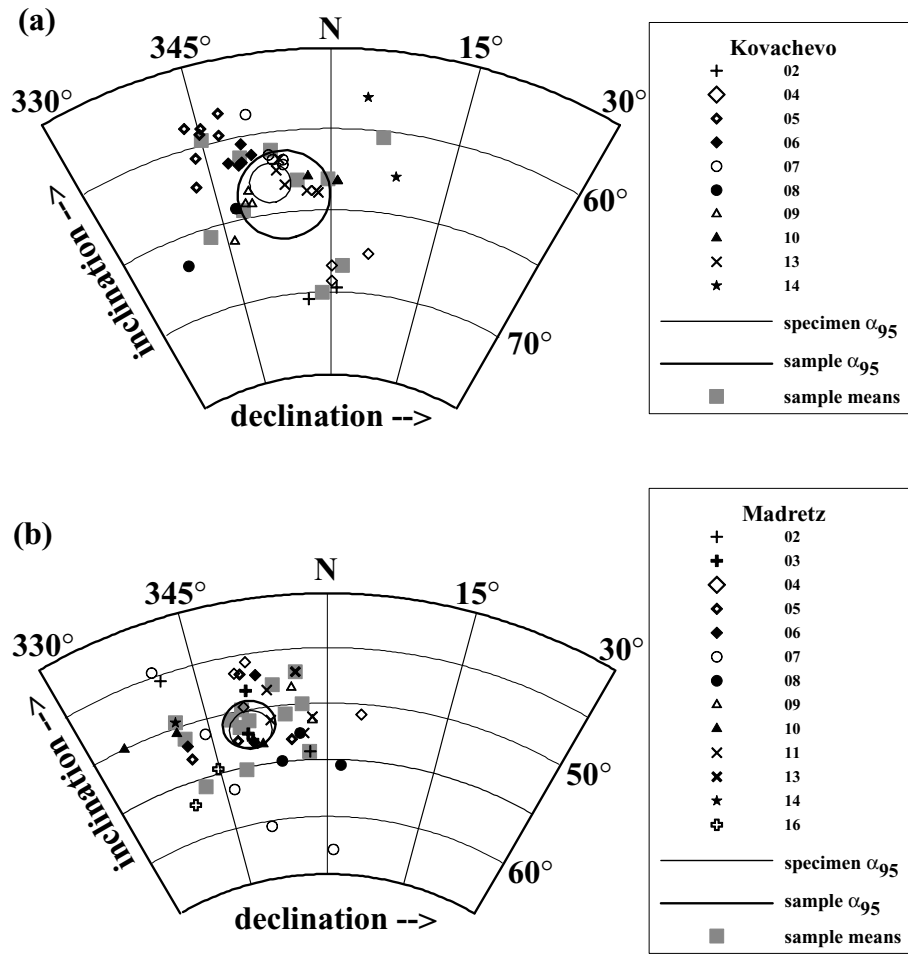 (a)
N
345°
15°
330°
30°
60°
70°
inclination -->
declination -->
Kovachevo
02
04
05
06
07
08
09
10
13
14
specimen α95
sample α95
sample means
(b)
N
345°
15°
330°
30°
50°
60°
inclination -->
declination -->
Madretz
02
03
04
05
06
07
08
09
10
11
13
14
16
specimen α95
sample α95
sample means